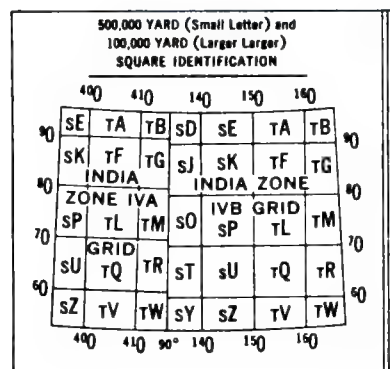 500,000 YARD (Small Letter) and
100,000 YARD (Larger Larger)
SQUARE IDENTIFICATION
400 410 140 150 160
90 sE TA TB sD sE TA TB 90
sK TF TG sJ sK TF TG
INDIA INDIA ZONE
80 80
ZONE IVA IVB GRID
sP TL TM sO sP TL TM
70 70
GRID
sU TQ TR sT sU TQ TR
60 60
sZ TV TW sY sZ TV TW
400 410 90° 140 150 160